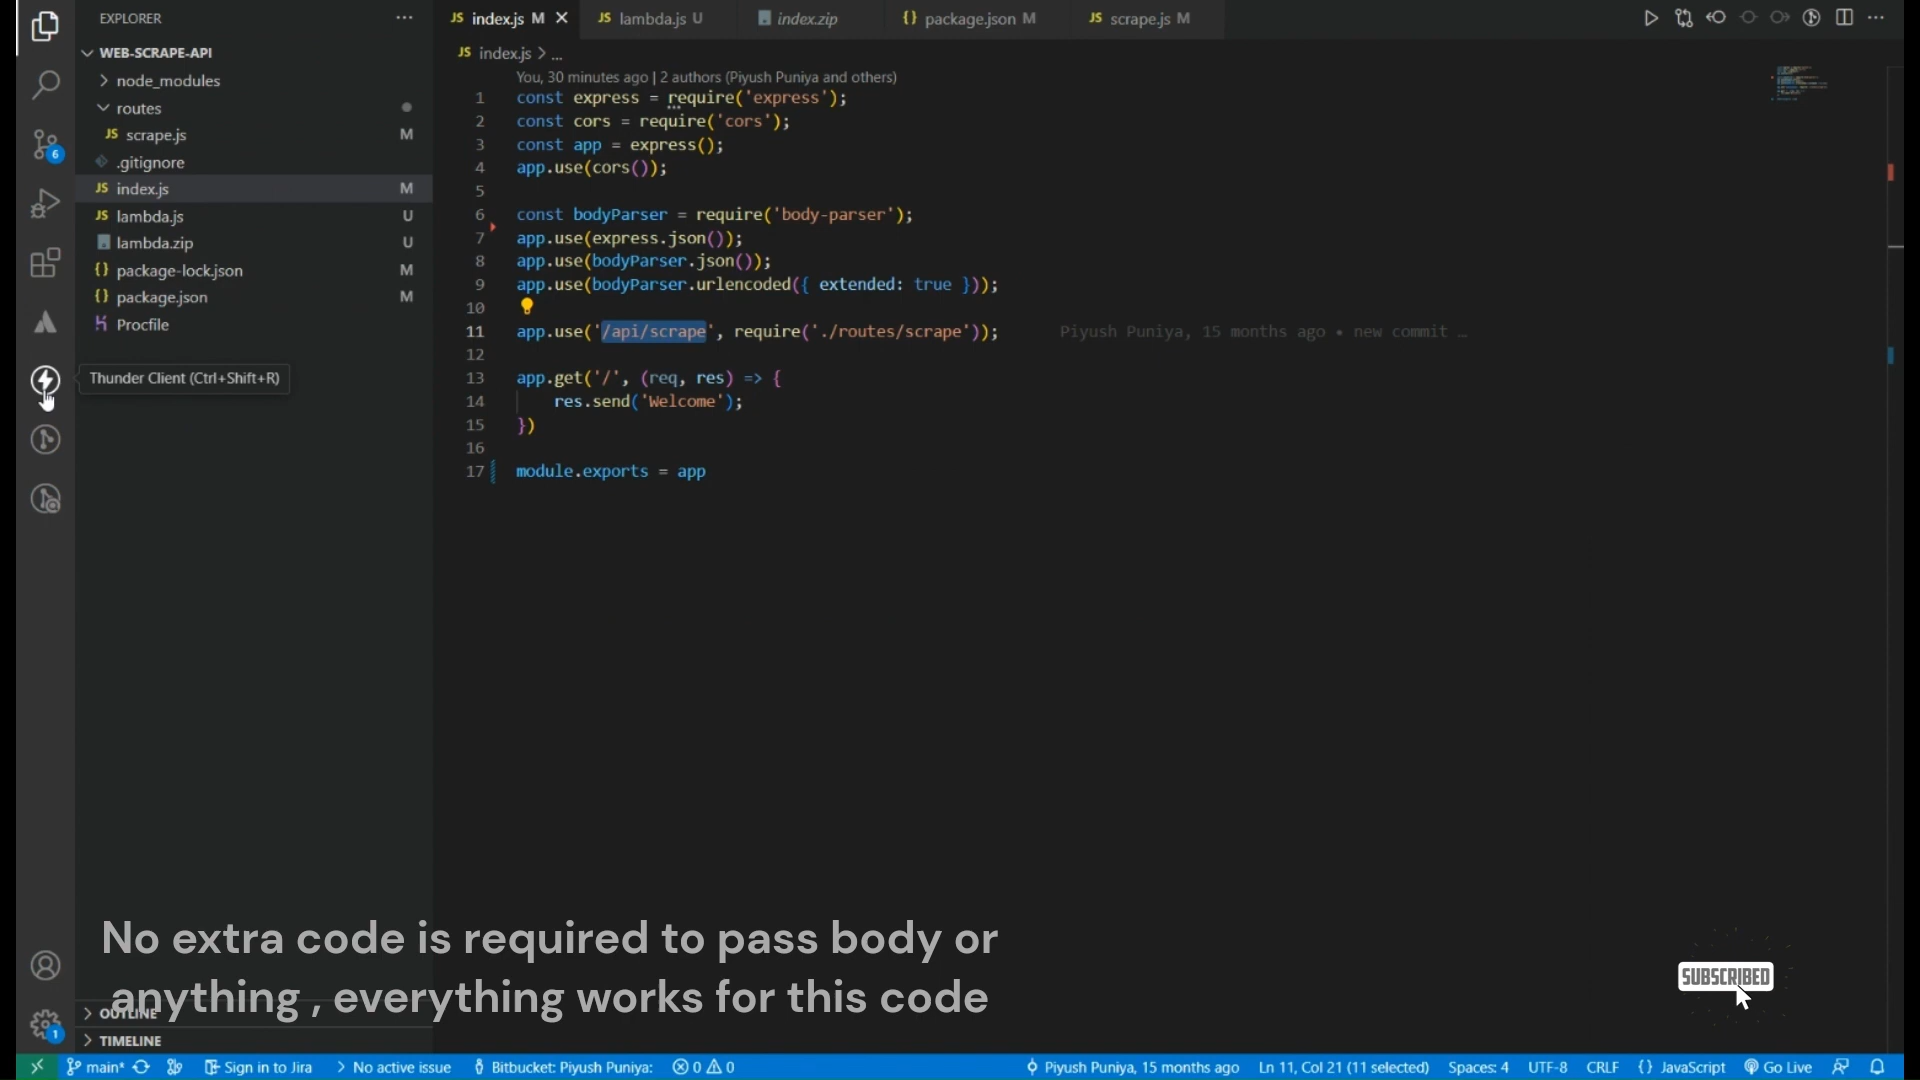 EXPLORER
WEB-SCRAPE-API
node_modules
routes
JS scrape.js M
.gitignore
JS index.js M
JS lambda.js U
lambda.zip U
{} package-lock.json M
{} package.json M
Procfile
Thunder Client (Ctrl+Shift+R)
6
JS index.js M
JS lambda.js U
index.zip
{} package.json M
JS scrape.js M
JS index.js > ...
You, 30 minutes ago | 2 authors (Piyush Puniya and others)
1 const express = require('express');
2 const cors = require('cors');
3 const app = express();
4 app.use(cors());
5
6 const bodyParser = require('body-parser');
7 app.use(express.json());
8 app.use(bodyParser.json());
9 app.use(bodyParser.urlencoded({ extended: true }));
10
11 app.use('/api/scrape', require('./routes/scrape')); Piyush Puniya, 15 months ago • new commit …
12
13 app.get('/', (req, res) => {
14 res.send('Welcome');
15 })
16
17 module.exports = app
No extra code is required to pass body or
anything , everything works for this code
SUBSCRIBED
OUTLINE
1
TIMELINE
main* Sign in to Jira No active issue Bitbucket: Piyush Puniya: 0 0 Piyush Puniya, 15 months ago Ln 11, Col 21 (11 selected) Spaces: 4 UTF-8 CRLF {} JavaScript Go Live